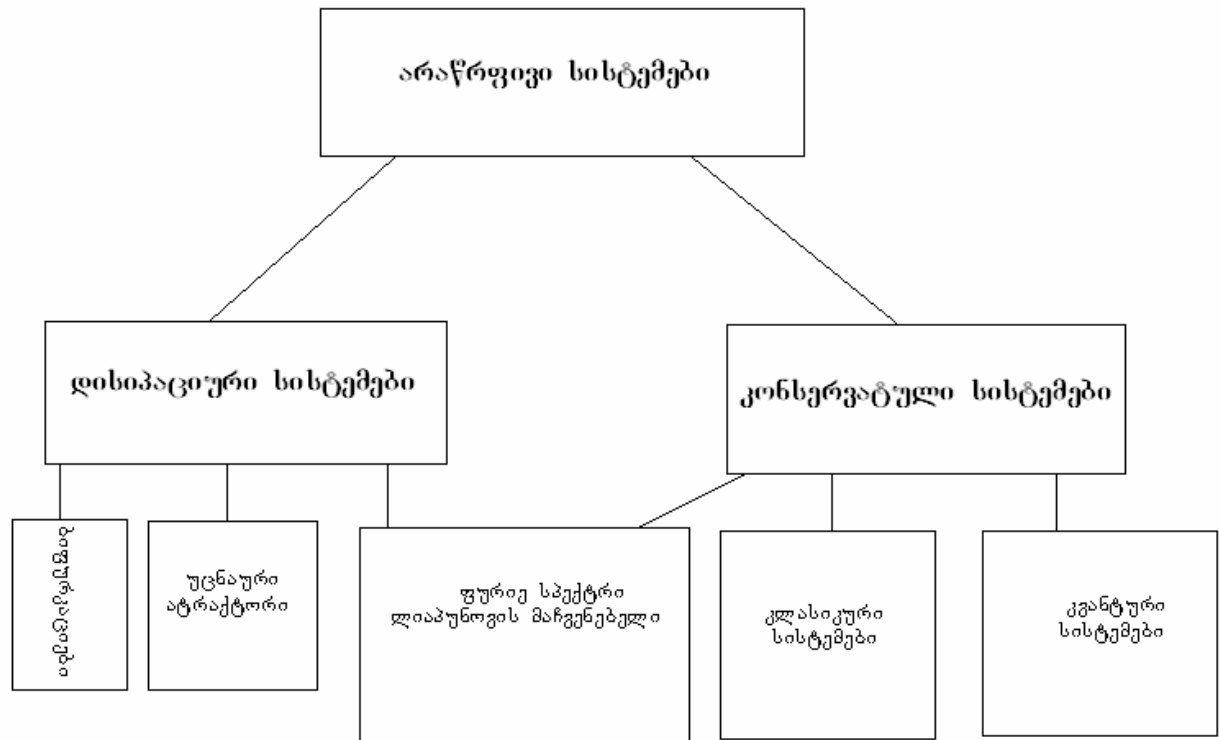 არაწრფივი სისტემები
დისიპაციური სისტემები
კონსერვატული სისტემები
უცნაური
ატრაქტორი
ფურიე სპექტრი
ლიაპუნოვის მაჩვენებელი
კლასიკური
სისტემები
კვანტური
სისტემები